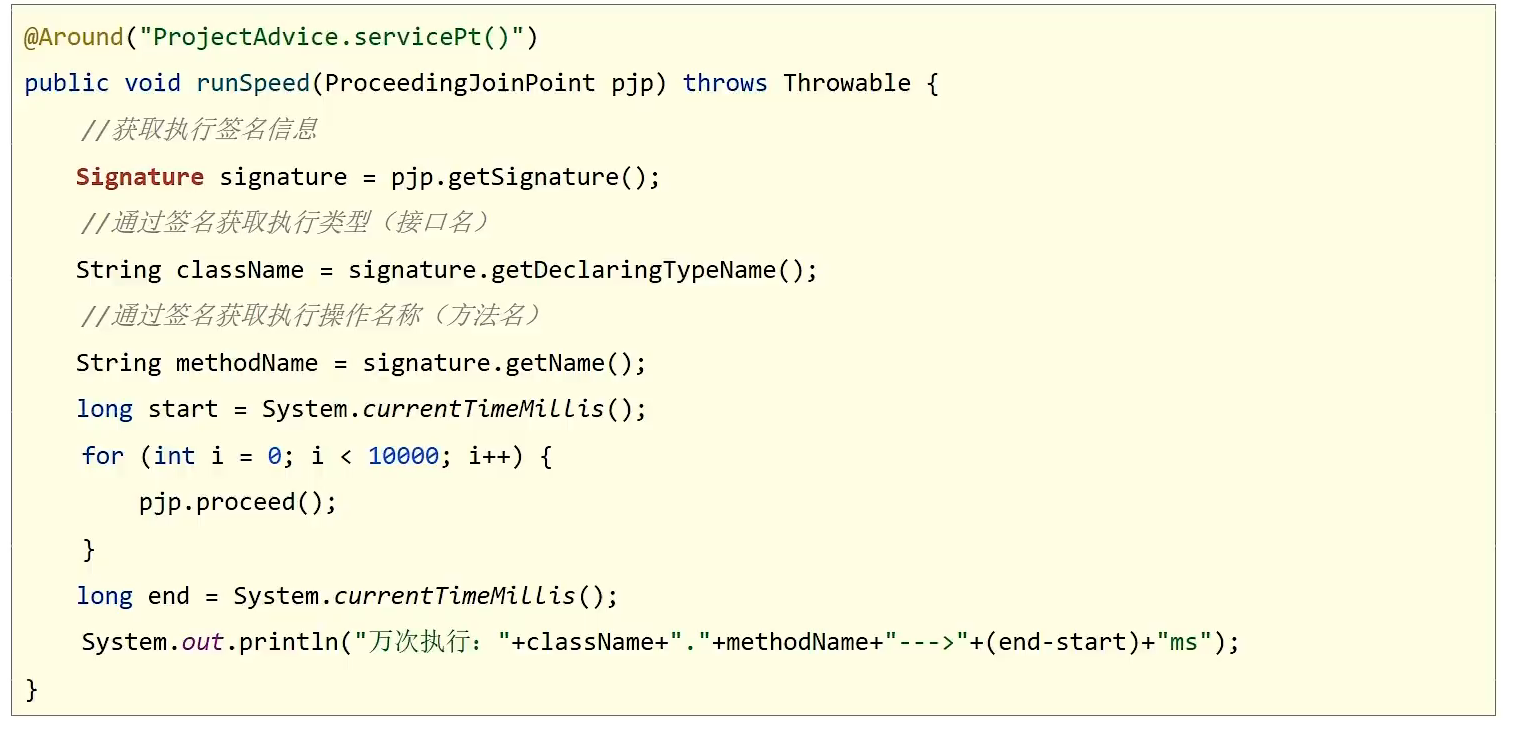 @Around("ProjectAdvice.servicePt()")
public void runSpeed(ProceedingJoinPoint pjp) throws Throwable {
    //获取执行签名信息
    Signature signature = pjp.getSignature();
    //通过签名获取执行类型（接口名）
    String className = signature.getDeclaringTypeName();
    //通过签名获取执行操作名称（方法名）
    String methodName = signature.getName();
    long start = System.currentTimeMillis();
    for (int i = 0; i < 10000; i++) {
        pjp.proceed();
    }
    long end = System.currentTimeMillis();
    System.out.println("万次执行："+className+"."+methodName+"--->"+(end-start)+"ms");
}